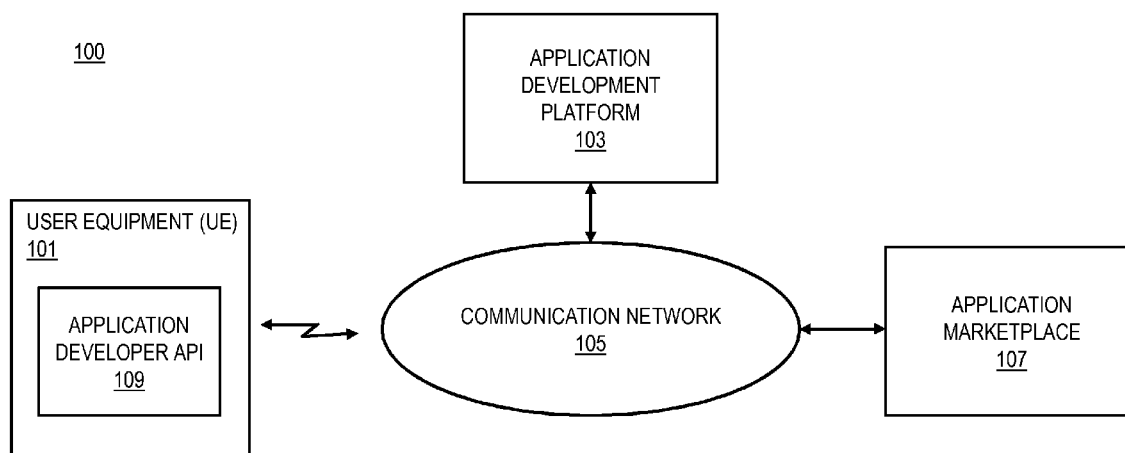 100
APPLICATION
DEVELOPMENT
PLATFORM
103
USER EQUIPMENT (UE)
101
APPLICATION
DEVELOPER API
109
COMMUNICATION NETWORK
105
APPLICATION
MARKETPLACE
107